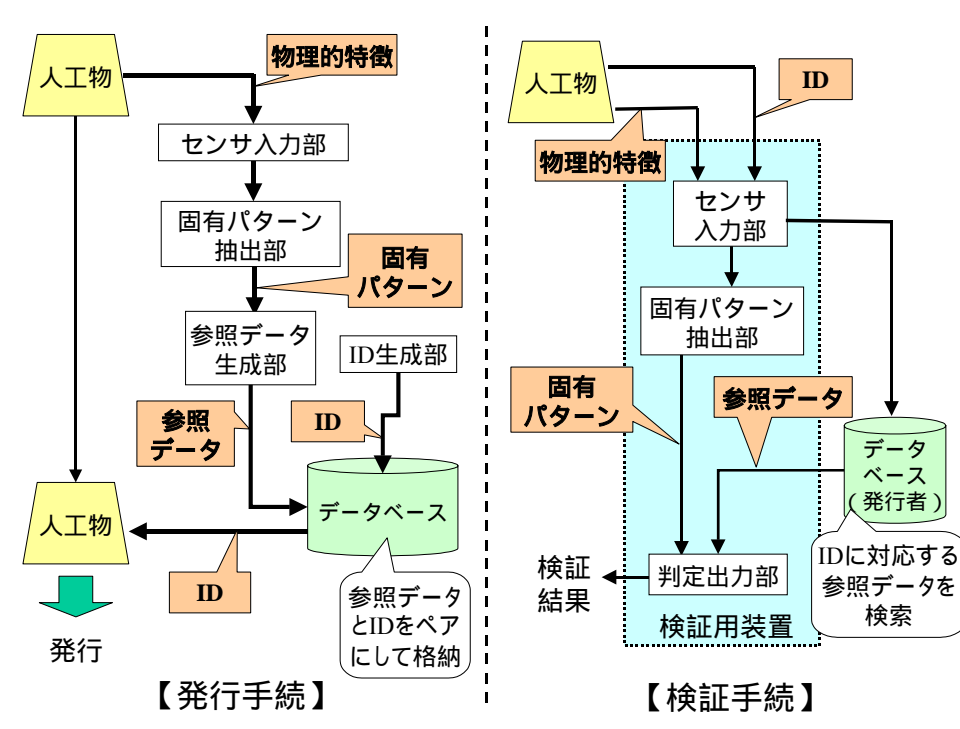 人工物
物理的特徴
センサ入力部
固有パターン
抽出部
固有
パターン
参照データ
生成部
ID生成部
参照
データ
ID
データベース
人工物
ID
参照データ
とIDをペア
にして格納
発行
【発行手続】
人工物
ID
物理的特徴
センサ
入力部
固有パターン
抽出部
固有
パターン
参照データ
データ
ベース
(発行者)
IDに対応する
参照データを
検索
判定出力部
検証
結果
検証用装置
【検証手続】